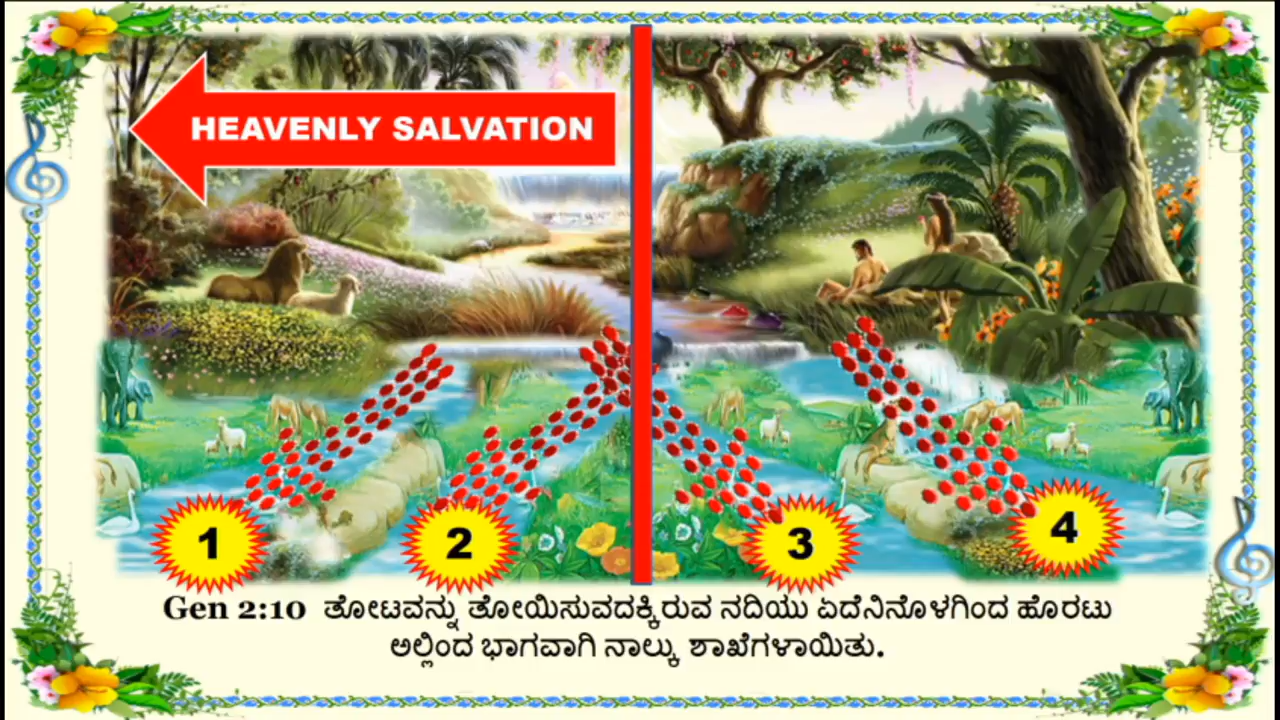 HEAVENLY SALVATION
1
2
3
4
Gen 2:10 ತೋಟವನ್ನು ತೋಯಿಸುವದಕ್ಕಿರುವ ನದಿಯು ಏದೆನಿನೊಳಗಿಂದ ಹೊರಟು
ಅಲ್ಲಿಂದ ಭಾಗವಾಗಿ ನಾಲ್ಕು ಶಾಖೆಗಳಾಯಿತು.